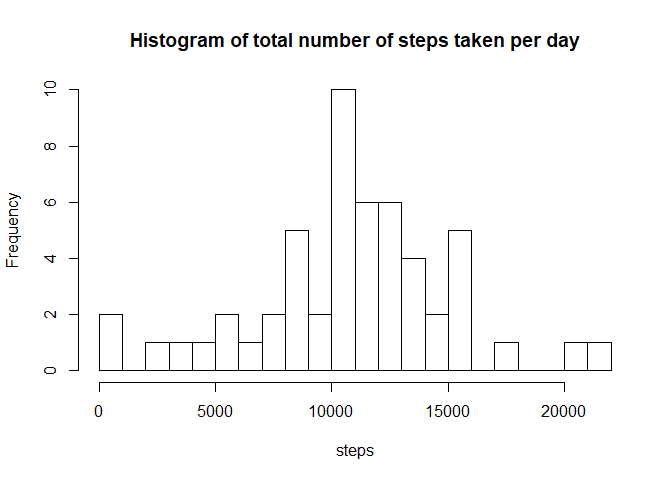 Histogram of total number of steps taken per day
Frequency
10
8
6
4
2
0
0 5000 10000 15000 20000
steps